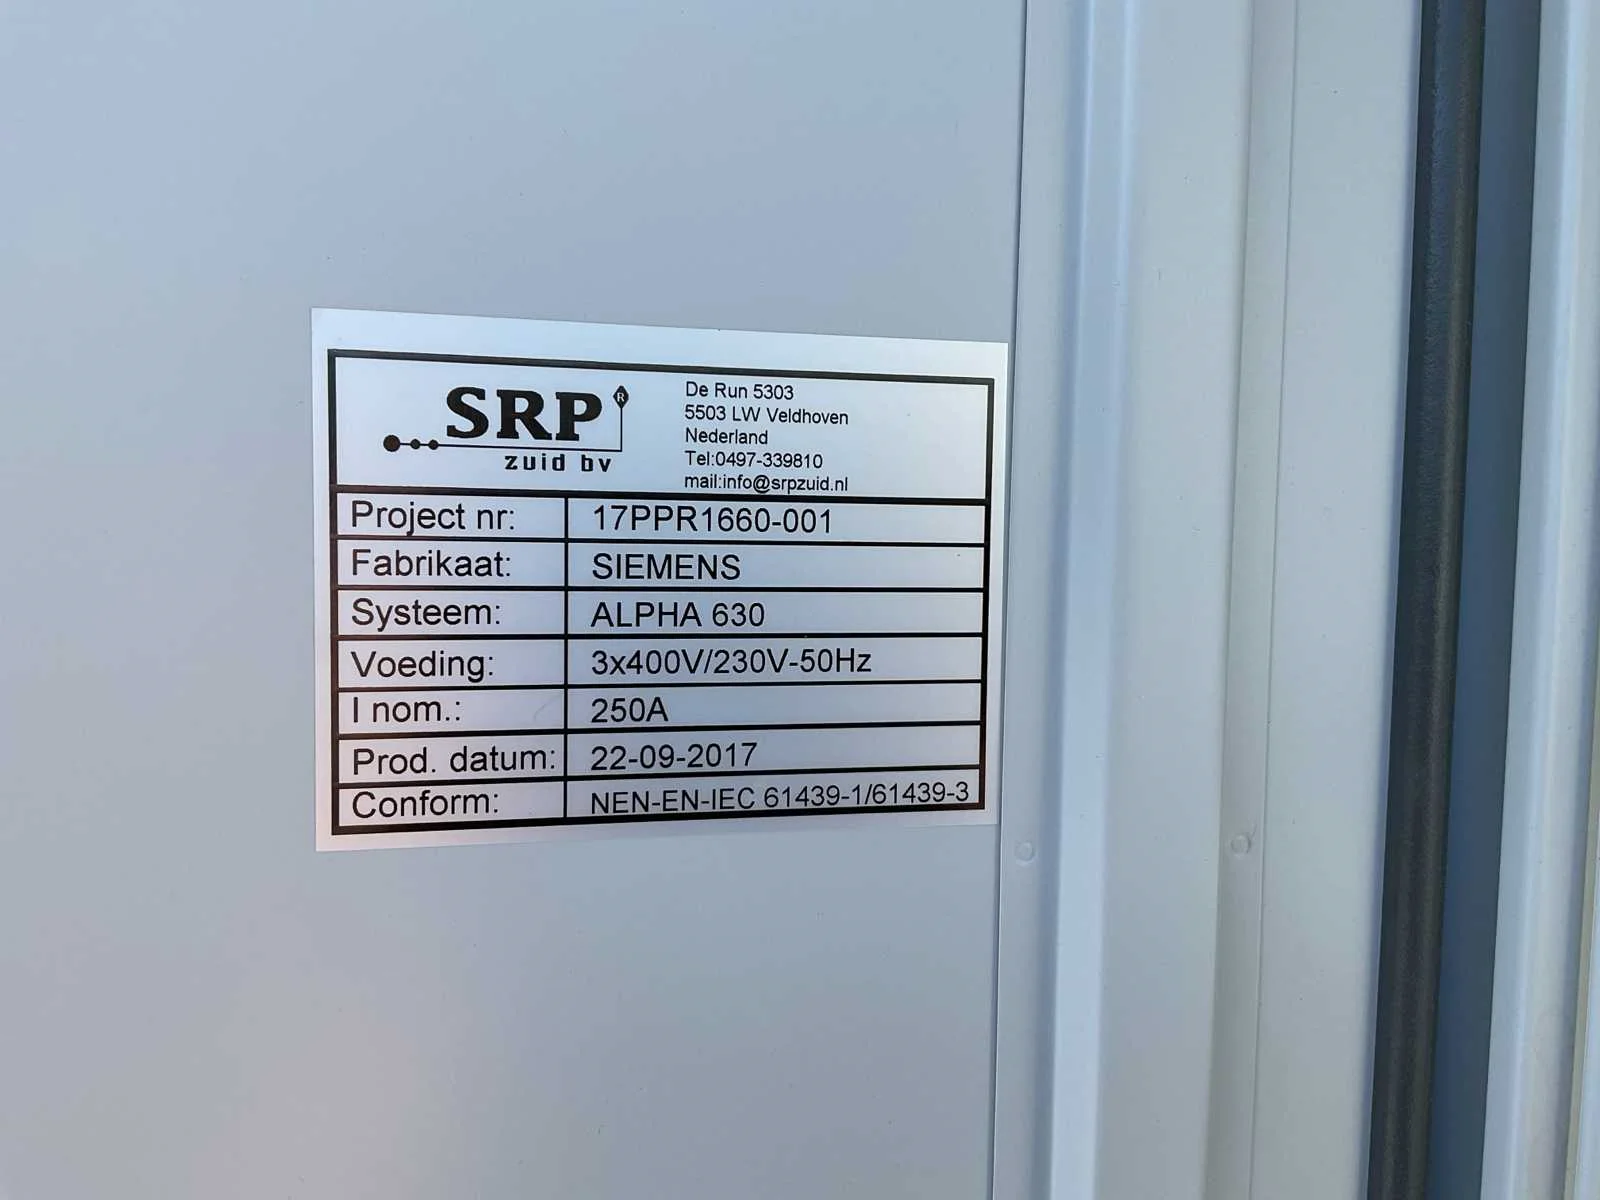 SRP®
zuid bv
De Run 5303
5503 LW Veldhoven
Nederland
Tel:0497-339810
mail:info@srpzuid.nl
Project nr: 17PPR1660-001
Fabrikaat: SIEMENS
Systeem: ALPHA 630
Voeding: 3x400V/230V-50Hz
I nom.: 250A
Prod. datum: 22-09-2017
Conform: NEN-EN-IEC 61439-1/61439-3